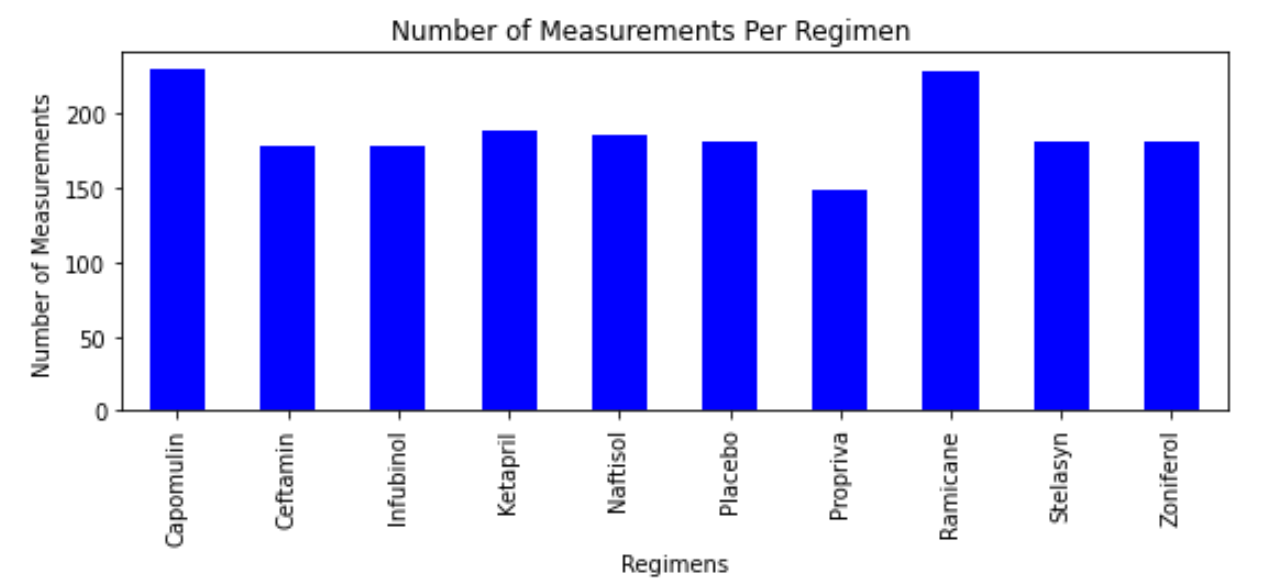 Number of Measurements Per Regimen
Number of Measurements
200
150
100
50
0
Capomulin
Ceftamin
Infubinol
Ketapril
Naftisol
Placebo
Propriva
Ramicane
Stelasyn
Zoniferol
Regimens